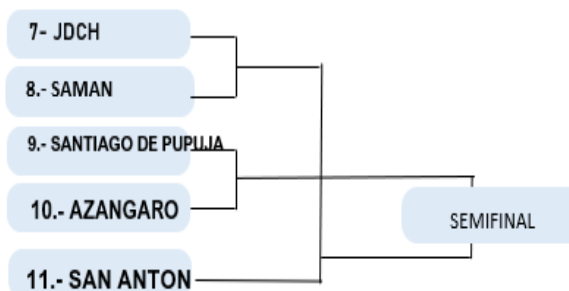 7- JDCH
8.- SAMAN
9.- SANTIAGO DE PUPUJA
10.- AZANGARO
SEMIFINAL
11.- SAN ANTON